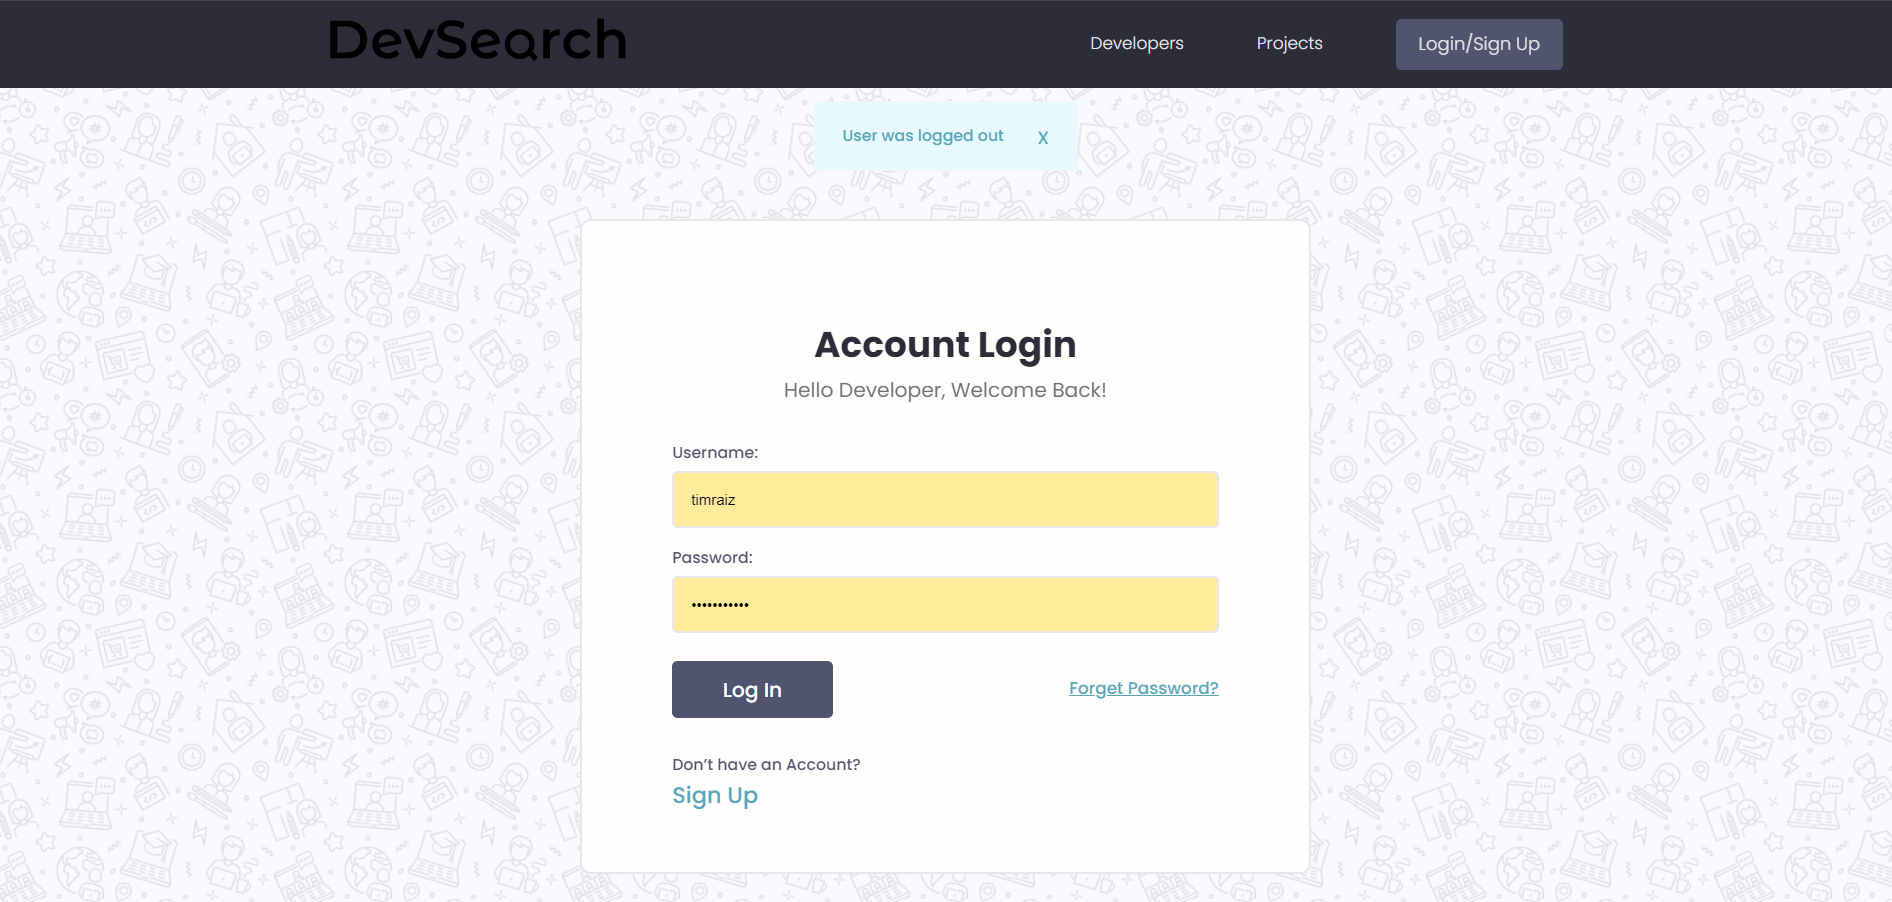 DevSearch
Developers
Projects
Login/Sign Up
User was logged out
X
Account Login
Hello Developer, Welcome Back!
Username:
timraiz
Password:
•••••••••••
Log In
Forget Password?
Don’t have an Account?
Sign Up